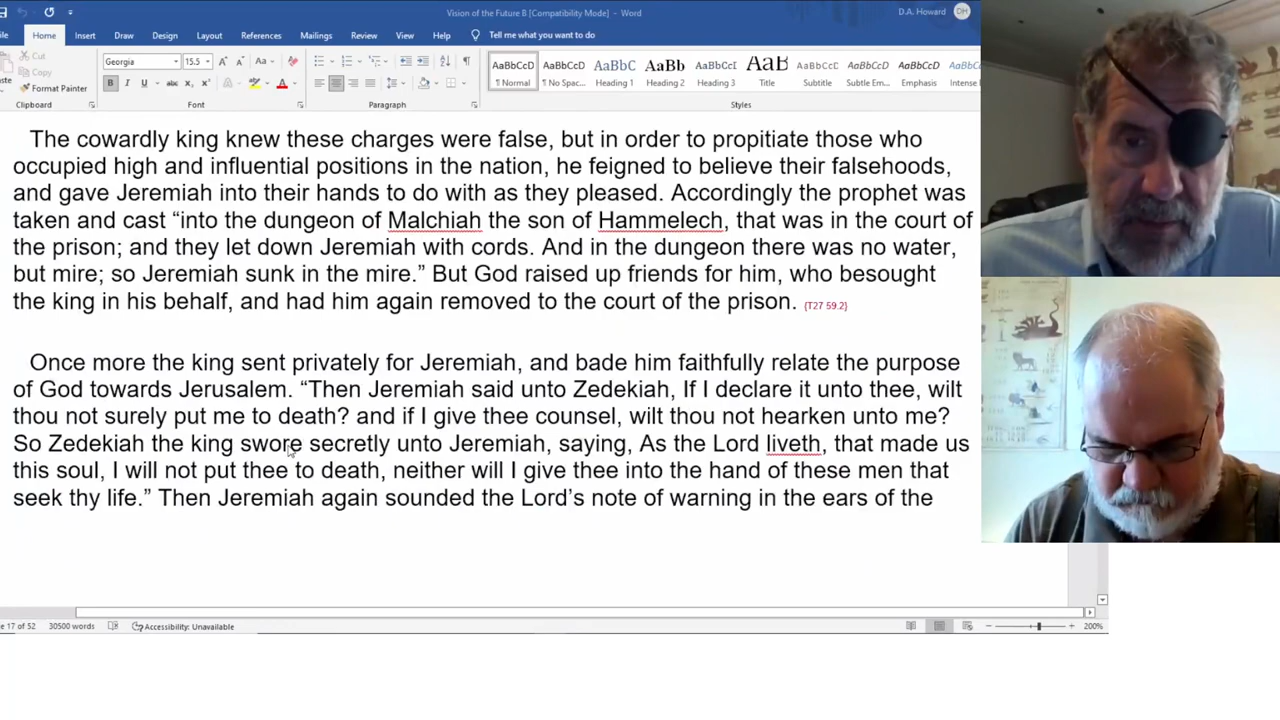 Vision of the Future B [Compatibility Mode] - Word
D.A. Howard
DH
Home Insert Draw Design Layout References Mailings Review View Help Tell me what you want to do
Cut
Copy
Format Painter
Clipboard
Georgia 15.5
Font
Paragraph
AaBbCcD AaBbCcD AaBbC AaBb AaBbCcI AaB AaBbCcD AaBbCcD AaBbCcD
¶ Normal ¶ No Spac... Heading 1 Heading 2 Heading 3 Title Subtitle Subtle Em... Emphasis Intense
Styles
The cowardly king knew these charges were false, but in order to propitiate those who
occupied high and influential positions in the nation, he feigned to believe their falsehoods,
and gave Jeremiah into their hands to do with as they pleased. Accordingly the prophet was
taken and cast “into the dungeon of Malchiah the son of Hammelech, that was in the court of
the prison; and they let down Jeremiah with cords. And in the dungeon there was no water,
but mire; so Jeremiah sunk in the mire.” But God raised up friends for him, who besought
the king in his behalf, and had him again removed to the court of the prison. {T27 59.2}
Once more the king sent privately for Jeremiah, and bade him faithfully relate the purpose
of God towards Jerusalem. “Then Jeremiah said unto Zedekiah, If I declare it unto thee, wilt
thou not surely put me to death? and if I give thee counsel, wilt thou not hearken unto me?
So Zedekiah the king swore secretly unto Jeremiah, saying, As the Lord liveth, that made us
this soul, I will not put thee to death, neither will I give thee into the hand of these men that
seek thy life.” Then Jeremiah again sounded the Lord’s note of warning in the ears of the
17 of 52 30500 words Accessibility: Unavailable 200%